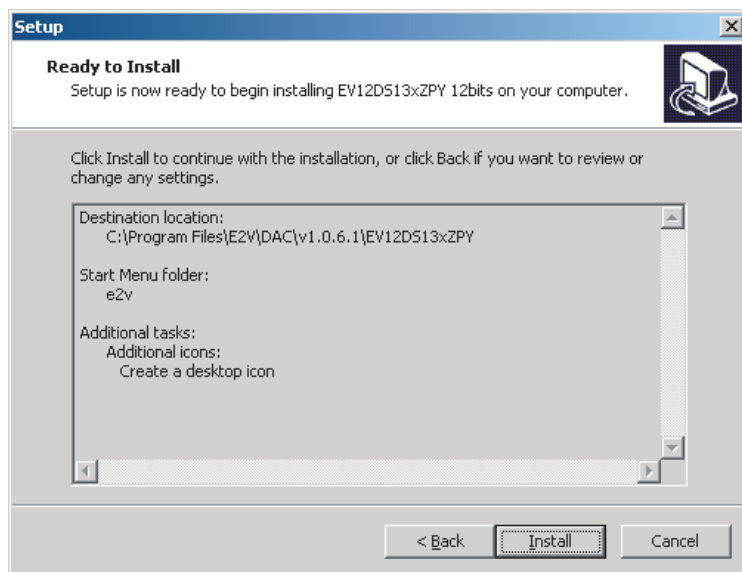 Setup
Ready to Install
Setup is now ready to begin installing EV12DS13xZPY 12bits on your computer.
Click Install to continue with the installation, or click Back if you want to review or
change any settings.
Destination location:
C:\Program Files\E2V\DAC\v1.0.6.1\EV12DS13xZPY
Start Menu folder:
e2v
Additional tasks:
Additional icons:
Create a desktop icon
< Back
Install
Cancel